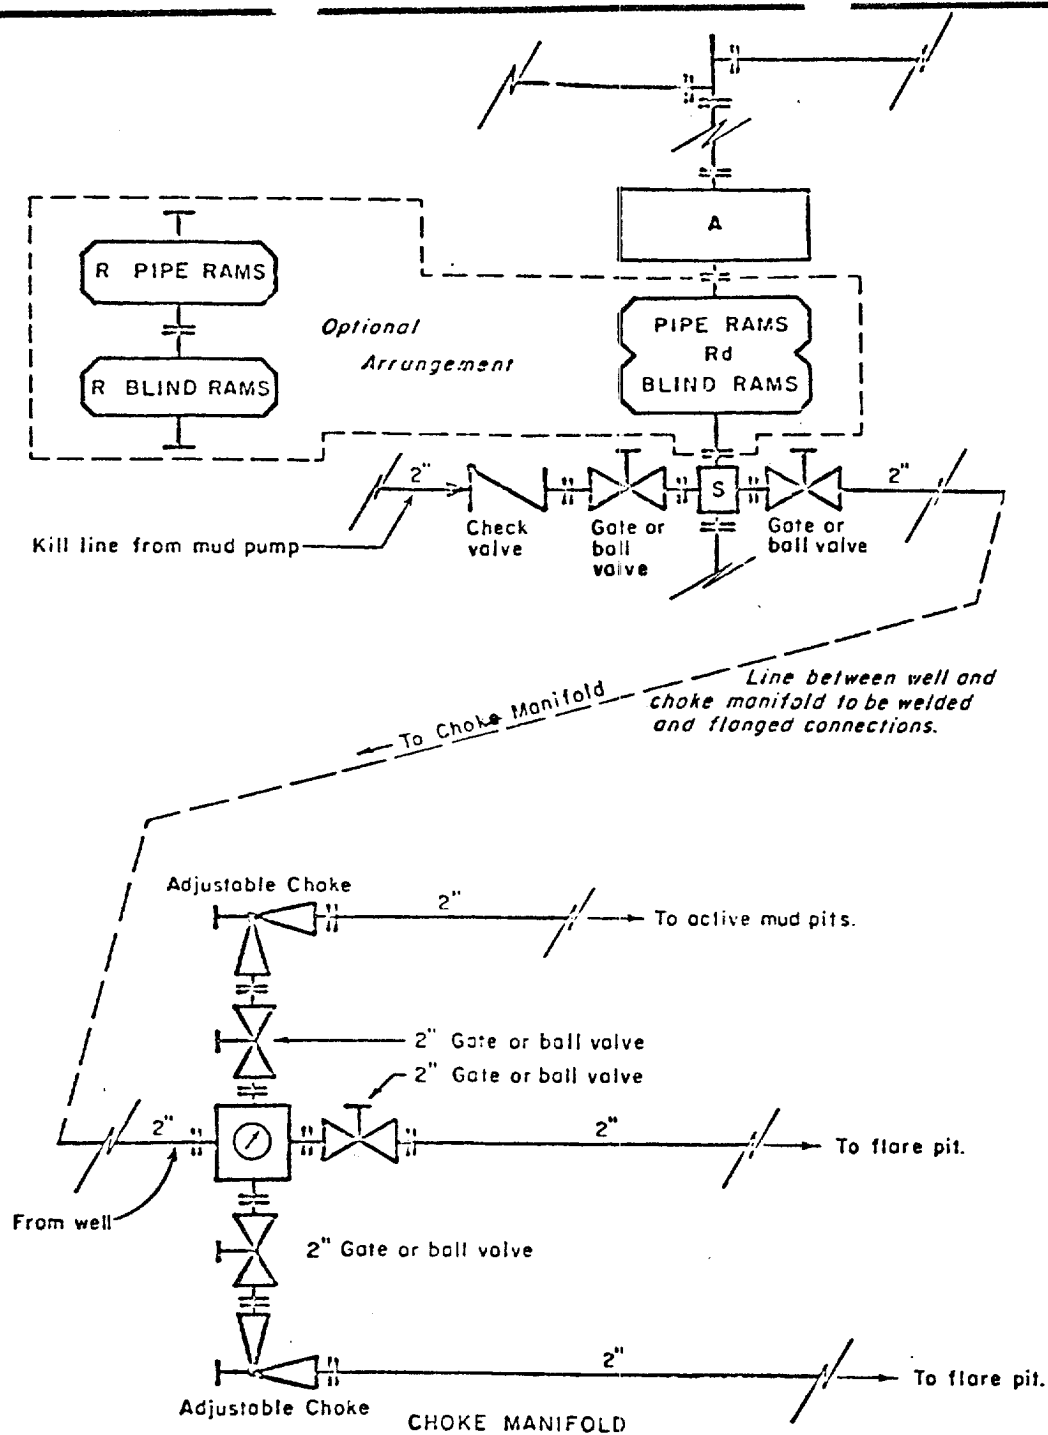 A
R PIPE RAMS
R BLIND RAMS
Optional
Arrangement
PIPE RAMS
Rd
BLIND RAMS
2"
S
2"
Kill line from mud pump
Check
valve
Gate or
ball
valve
Gate or
ball valve
Line between well and
choke manifold to be welded
and flanged connections.
To Choke Manifold
Adjustable Choke
2"
To active mud pits.
2" Gate or ball valve
2" Gate or ball valve
2"
2"
To flare pit.
From well
2" Gate or ball valve
2"
To flare pit.
Adjustable Choke
CHOKE MANIFOLD